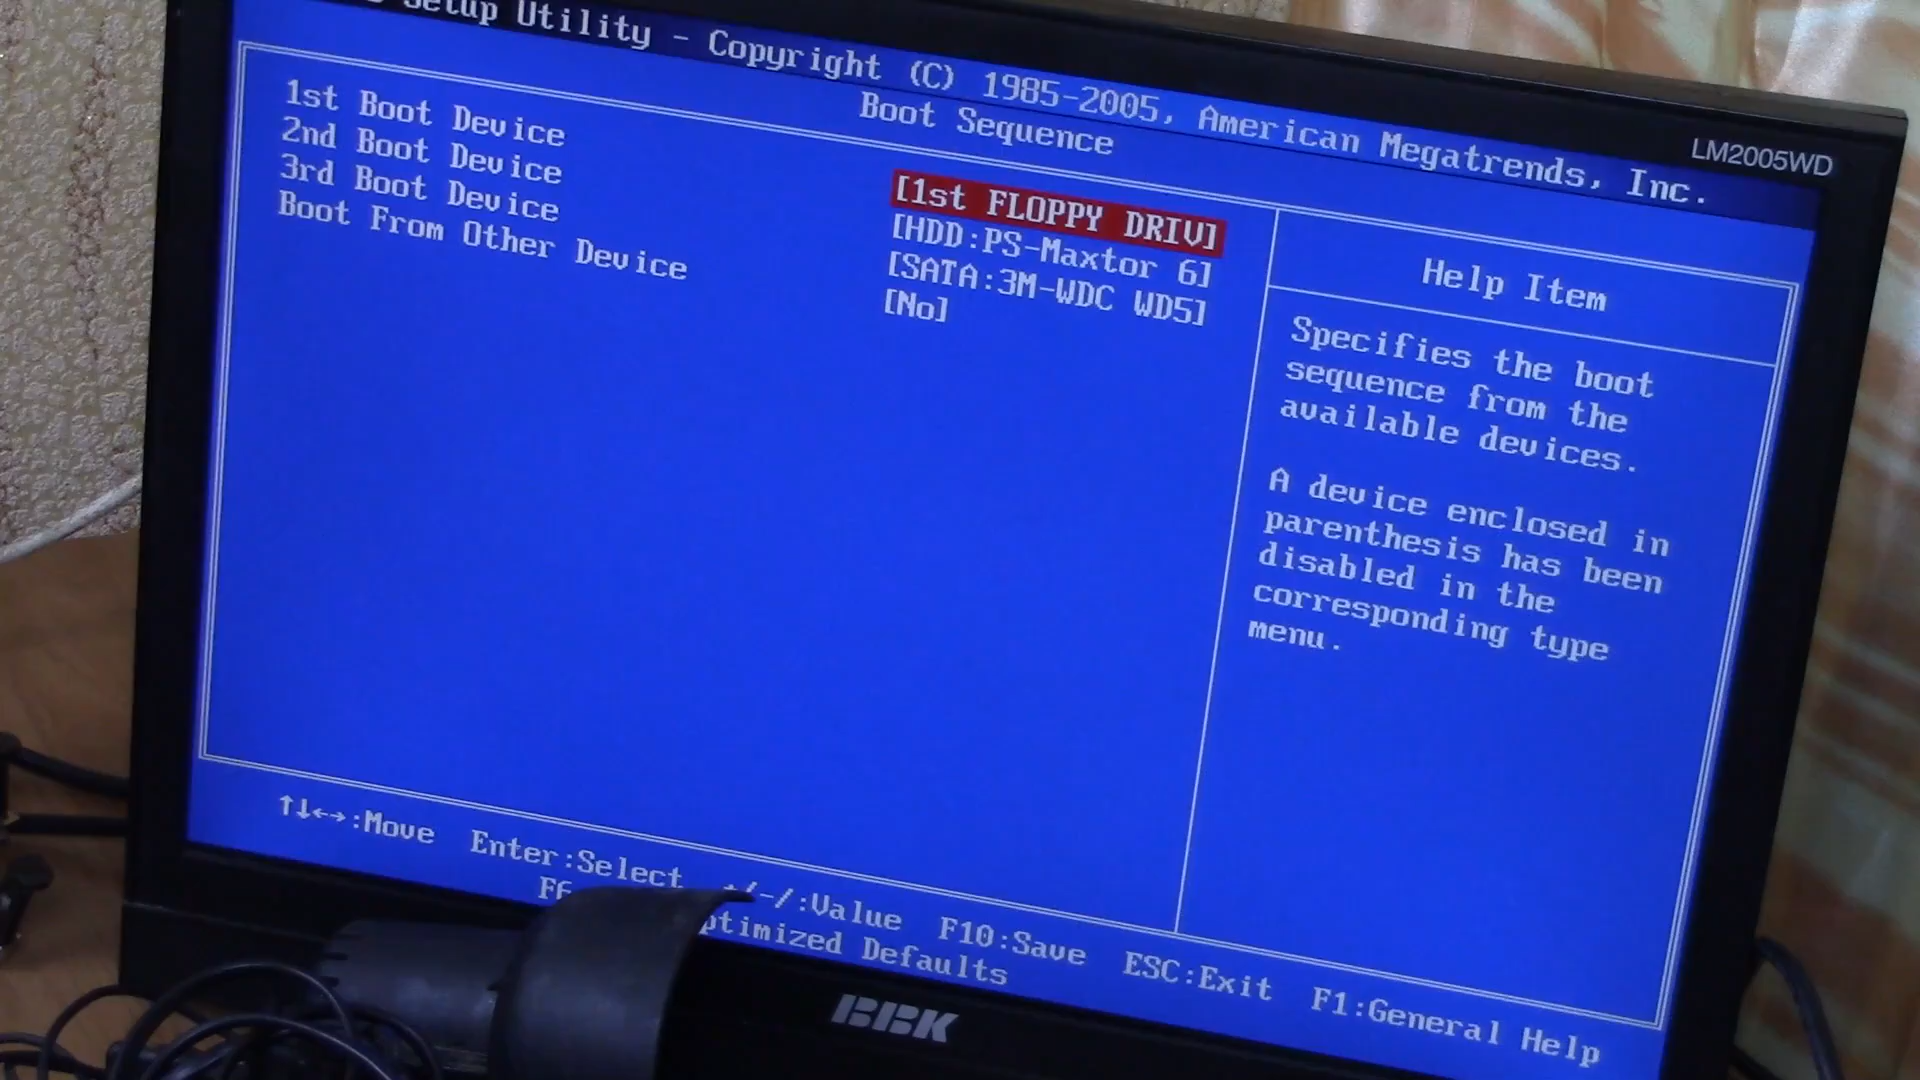 Setup Utility - Copyright (C) 1985-2005, American Megatrends, Inc.
Boot Sequence
LM2005WD
1st Boot Device [1st FLOPPY DRIV]
2nd Boot Device [HDD:PS-Maxtor 6]
3rd Boot Device [SATA:3M-WDC WD5]
Boot From Other Device [No]
Help Item
Specifies the boot
sequence from the
available devices.
A device enclosed in
parenthesis has been
disabled in the
corresponding type
menu.
↑↓←→:Move Enter:Select +/-/:Value F10:Save ESC:Exit F1:General Help
Defaults
BBK